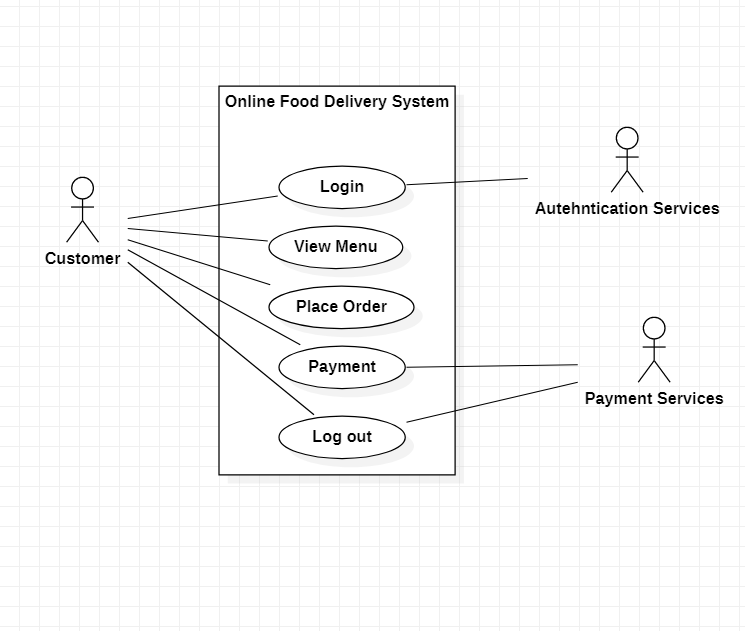 Online Food Delivery System
Login
View Menu
Place Order
Payment
Log out
Customer
Autehntication Services
Payment Services